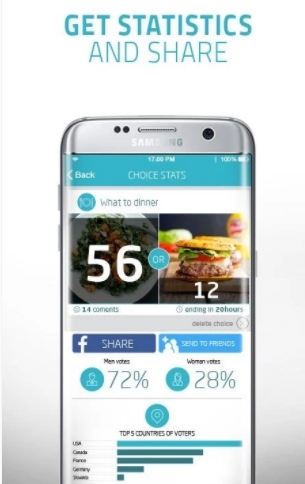 GET STATISTICS
AND SHARE
SAMSUNG
17:00 PM 100%
Back CHOICE STATS
What to dinner
56 OR 12
14 coments ending in 20hours
delete choice
f SHARE SEND TO FRIENDS
Men votes Woman votes
72% 28%
TOP 5 COUNTRIES OF VOTERS
USA
Canada
France
Germany
Slovakia